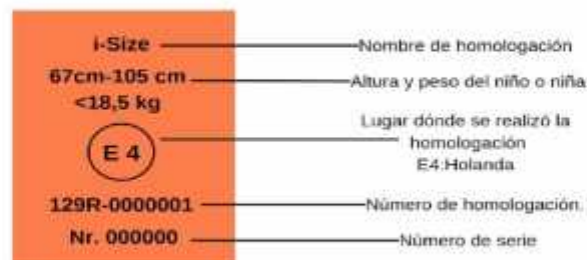 i-Size
Nombre de homologación
67cm-105 cm
<18,5 kg
Altura y peso del niño o niña
E 4
Lugar dónde se realizó la
homologación
E4:Holanda
129R-0000001
Número de homologación.
Nr. 000000
Número de serie